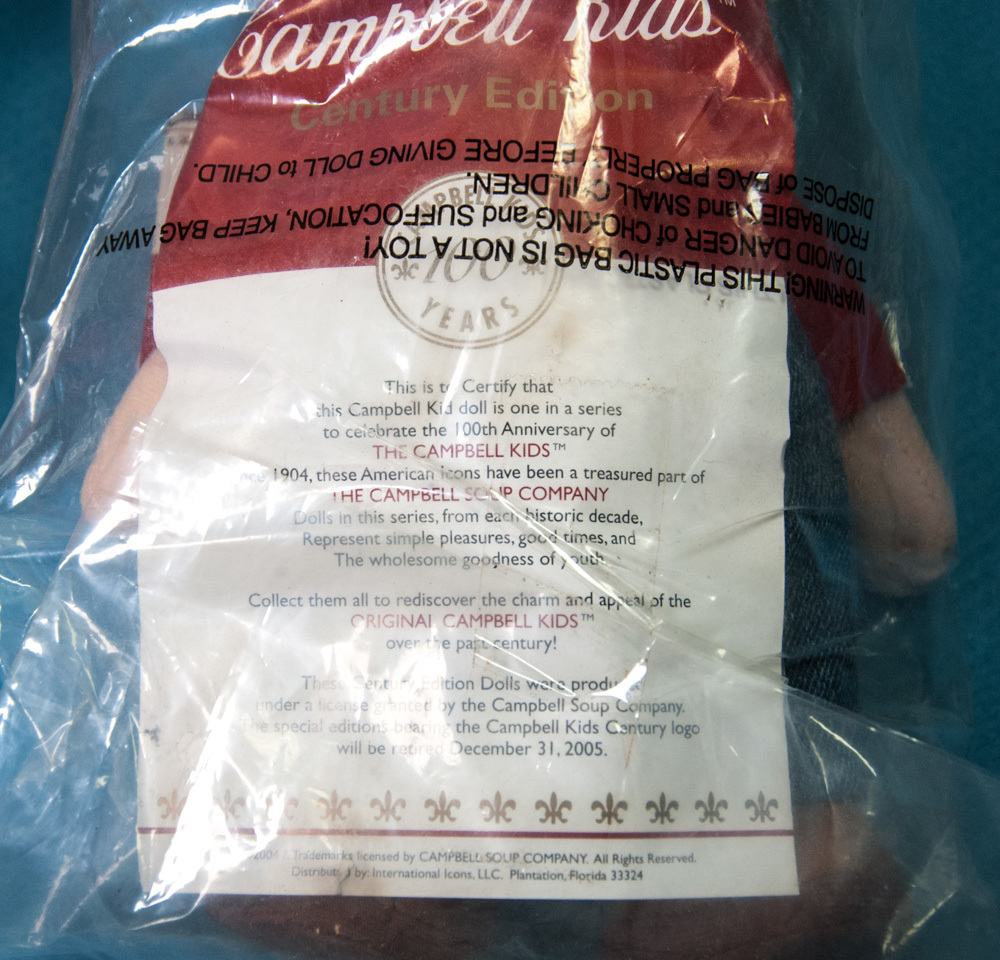 Campbell Kids™
Century Edition
WARNING! THIS PLASTIC BAG IS NOT A TOY!
TO AVOID DANGER of CHOKING and SUFFOCATION, KEEP BAG AWAY
FROM BABIES and SMALL CHILDREN.
DISPOSE of BAG PROPERLY BEFORE GIVING DOLL to CHILD.
CAMPBELL KIDS
100
YEARS
This is to Certify that
this Campbell Kid doll is one in a series
to celebrate the 100th Anniversary of
THE CAMPBELL KIDS™
1904, these American icons have been a treasured part of
THE CAMPBELL SOUP COMPANY
Dolls in this series, from each historic decade,
Represent simple pleasures, good times, and
The wholesome goodness of youth
Collect them all to rediscover the charm and appeal of the
ORIGINAL CAMPBELL KIDS™
over the past century!
These Century Edition Dolls were produced
under a license granted by the Campbell Soup Company.
The special editions bearing the Campbell Kids Century logo
will be retired December 31, 2005.
2004 Trademarks licensed by CAMPBELL SOUP COMPANY. All Rights Reserved.
Distributed by: International Icons, LLC. Plantation, Florida 33324